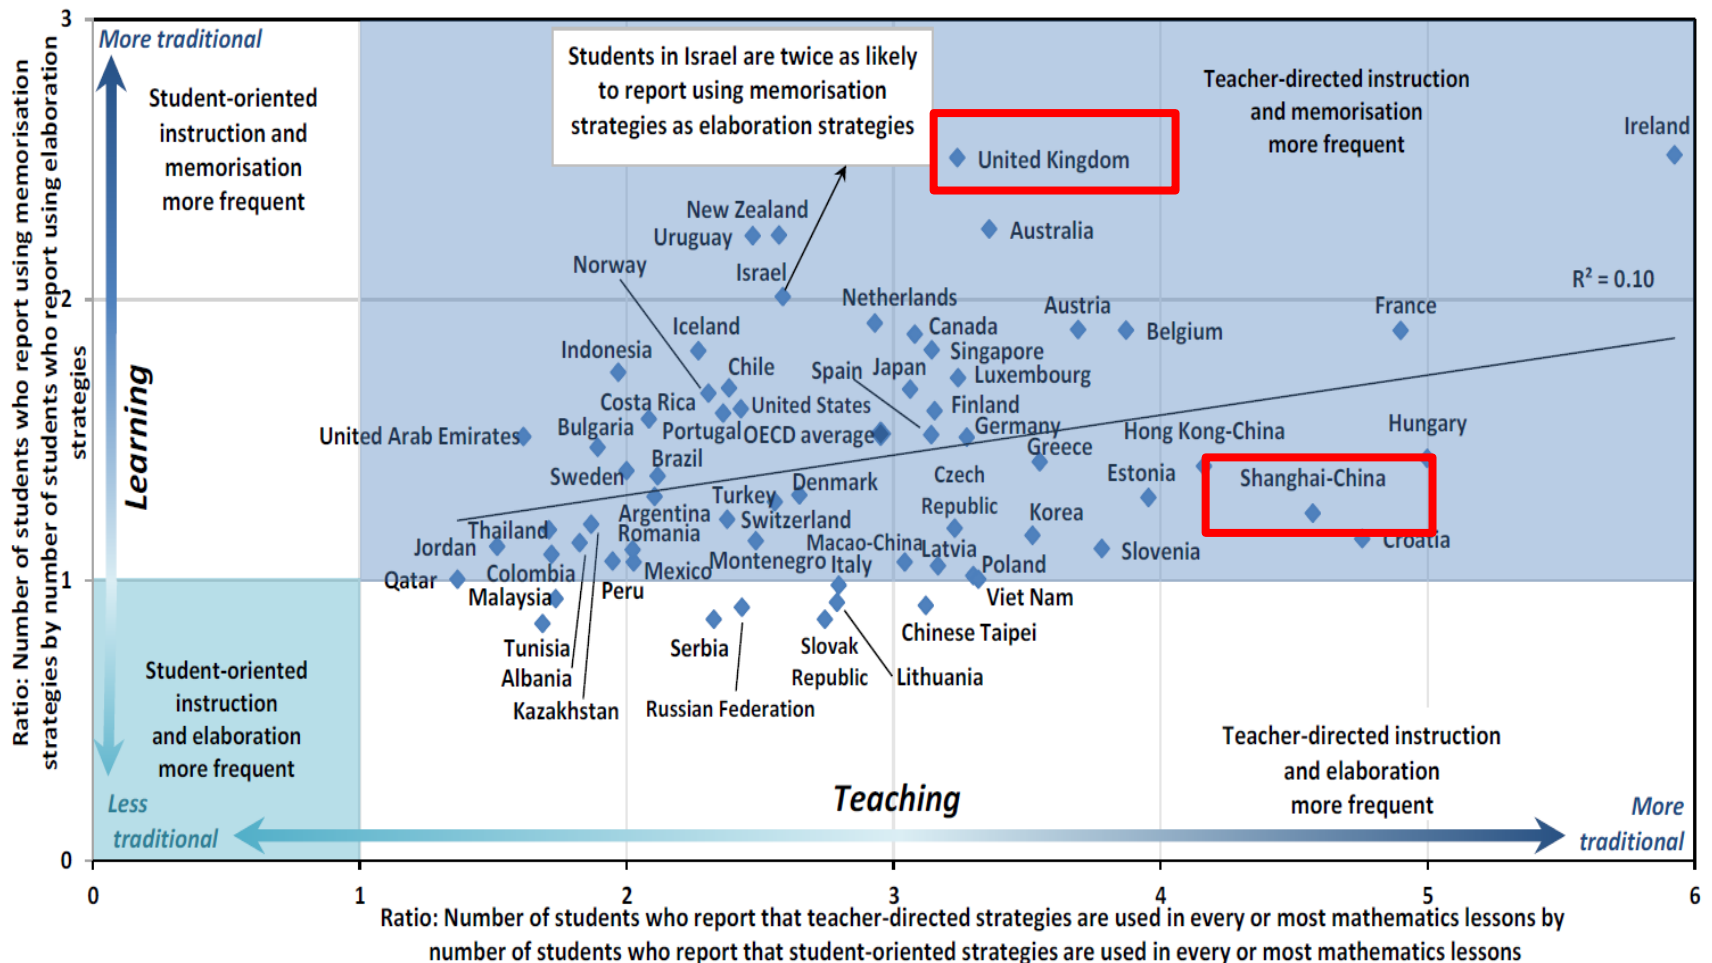 3
More traditional
Student-oriented
instruction and
memorisation
more frequent
Students in Israel are twice as likely
to report using memorisation
strategies as elaboration strategies
Teacher-directed instruction
and memorisation
more frequent
Ireland
United Kingdom
New Zealand
Uruguay
Australia
Norway
Israel
R² = 0.10
2
Netherlands
Austria
France
Iceland
Canada
Belgium
Indonesia
Singapore
Chile
Spain
Japan
Luxembourg
Costa Rica
United States
Finland
United Arab Emirates
Bulgaria
Portugal
OECD average
Germany
Hong Kong-China
Hungary
Greece
Brazil
Sweden
Czech
Republic
Estonia
Shanghai-China
Turkey
Denmark
Argentina
Switzerland
Korea
Thailand
Romania
Macao-China
Latvia
Slovenia
Croatia
Jordan
Montenegro
Italy
Poland
Colombia
Mexico
1
Qatar
Malaysia
Peru
Viet Nam
Tunisia
Serbia
Slovak
Republic
Chinese Taipei
Albania
Lithuania
Kazakhstan
Russian Federation
Student-oriented
instruction
and elaboration
more frequent
Teacher-directed instruction
and elaboration
more frequent
Less
traditional
Teaching
More
traditional
0
0 1 2 3 4 5 6
Ratio: Number of students who report that teacher-directed strategies are used in every or most mathematics lessons by
number of students who report that student-oriented strategies are used in every or most mathematics lessons
Ratio: Number of students who report using memorisation
strategies by number of students who report using elaboration
strategies
Learning